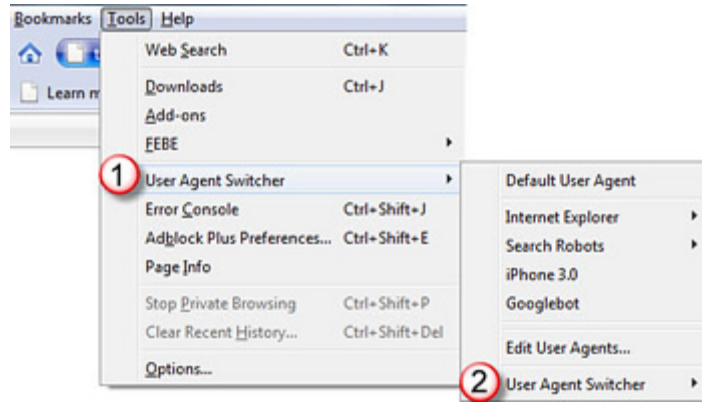 Bookmarks Tools Help
Web Search Ctrl+K
Learn
Downloads Ctrl+J
Add-ons
FEBE
1 User Agent Switcher
Default User Agent
Error Console Ctrl+Shift+J
Internet Explorer
Adblock Plus Preferences... Ctrl+Shift+E
Search Robots
Page Info
iPhone 3.0
Stop Private Browsing Ctrl+Shift+P
Googlebot
Clear Recent History... Ctrl+Shift+Del
Edit User Agents...
Options...
2 User Agent Switcher